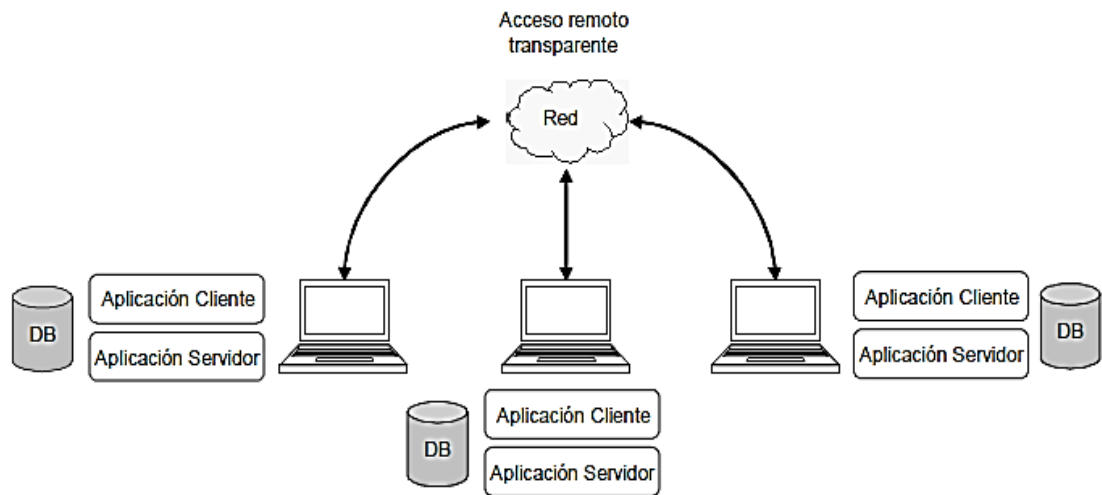 Acceso remoto
transparente
Red
DB
Aplicación Cliente
Aplicación Servidor
DB
Aplicación Cliente
Aplicación Servidor
Aplicación Cliente
Aplicación Servidor
DB